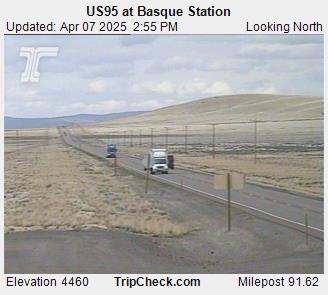 US95 at Basque Station
Updated: Apr 07 2025 2:55 PM Looking North
Elevation 4460 TripCheck.com Milepost 91.62